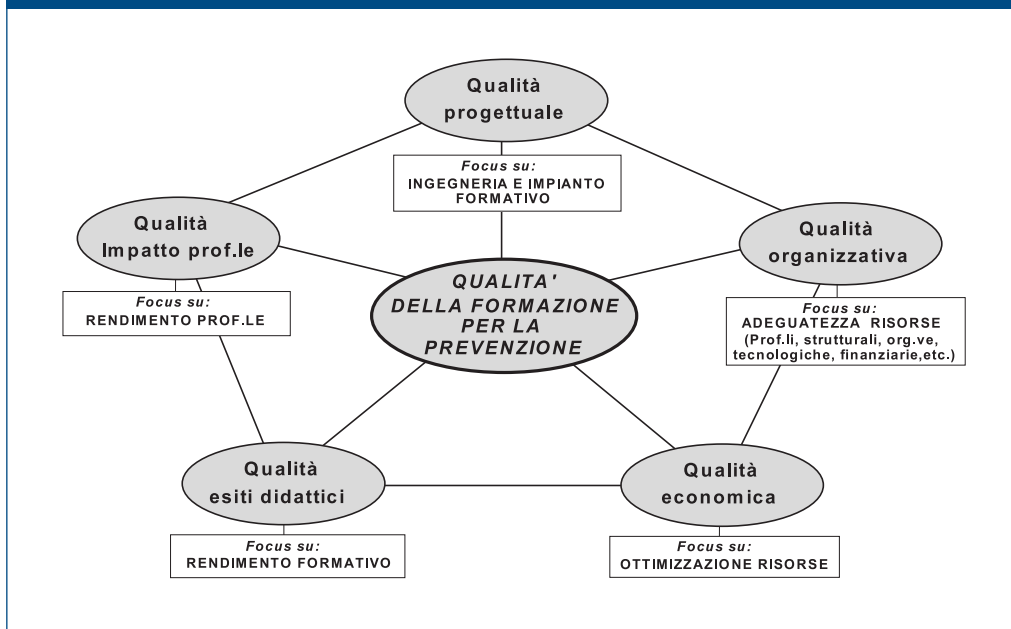 Qualità
progettuale
Focus su:
INGEGNERIA E IMPIANTO
FORMATIVO
Qualità
Impatto prof.le
Focus su:
RENDIMENTO PROF.LE
Qualità
organizzativa
Focus su:
ADEGUATEZZA RISORSE
(Prof.li, strutturali, org.ve,
tecnologiche, finanziarie,etc.)
QUALITA'
DELLA FORMAZIONE
PER LA
PREVENZIONE
Qualità
esiti didattici
Focus su:
RENDIMENTO FORMATIVO
Qualità
economica
Focus su:
OTTIMIZZAZIONE RISORSE